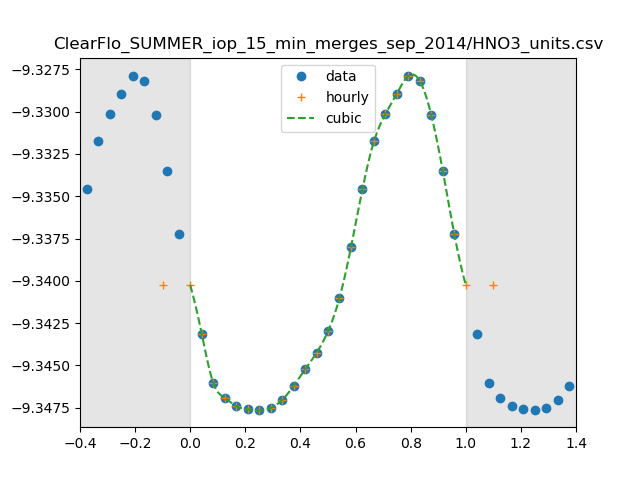 ClearFlo_SUMMER_iop_15_min_merges_sep_2014/HNO3_units.csv
data
hourly
cubic
−9.3275
−9.3300
−9.3325
−9.3350
−9.3375
−9.3400
−9.3425
−9.3450
−9.3475
−0.4 −0.2 0.0 0.2 0.4 0.6 0.8 1.0 1.2 1.4